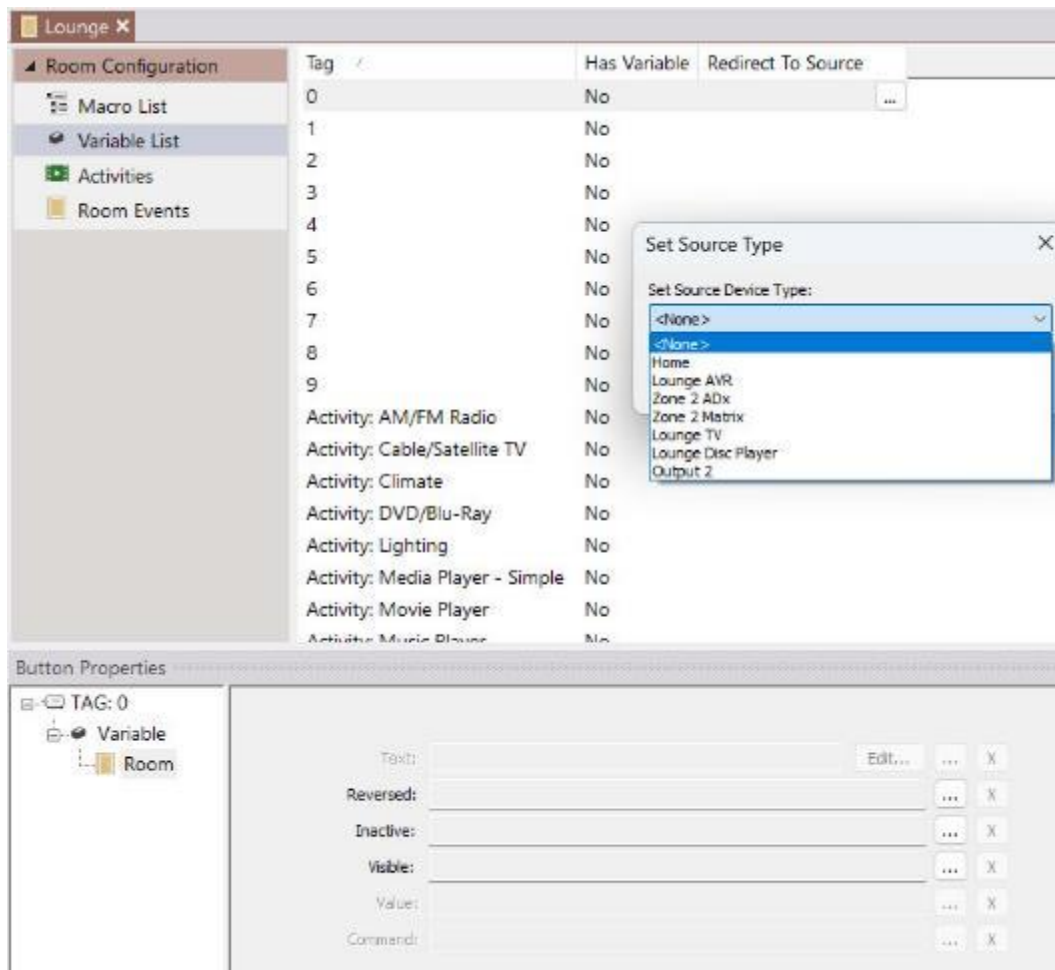 Lounge ×
Room Configuration
Macro List
Variable List
Activities
Room Events
Tag Has Variable Redirect To Source
0 No ...
1 No
2 No
3 No
4 No
5 No
6 No
7 No
8 No
9 No
Activity: AM/FM Radio No
Activity: Cable/Satellite TV No
Activity: Climate No
Activity: DVD/Blu-Ray No
Activity: Lighting No
Activity: Media Player - Simple No
Activity: Movie Player No
Activity: Music Player No
Set Source Type ×
Set Source Device Type:
<None>
<None>
Home
Lounge AVR
Zone 2 ADx
Zone 2 Matrix
Lounge TV
Lounge Disc Player
Output 2
Button Properties
TAG: 0
Variable
Room
Text: Edit... ... X
Reversed: ... X
Inactive: ... X
Visible: ... X
Value: ... X
Command: ... X